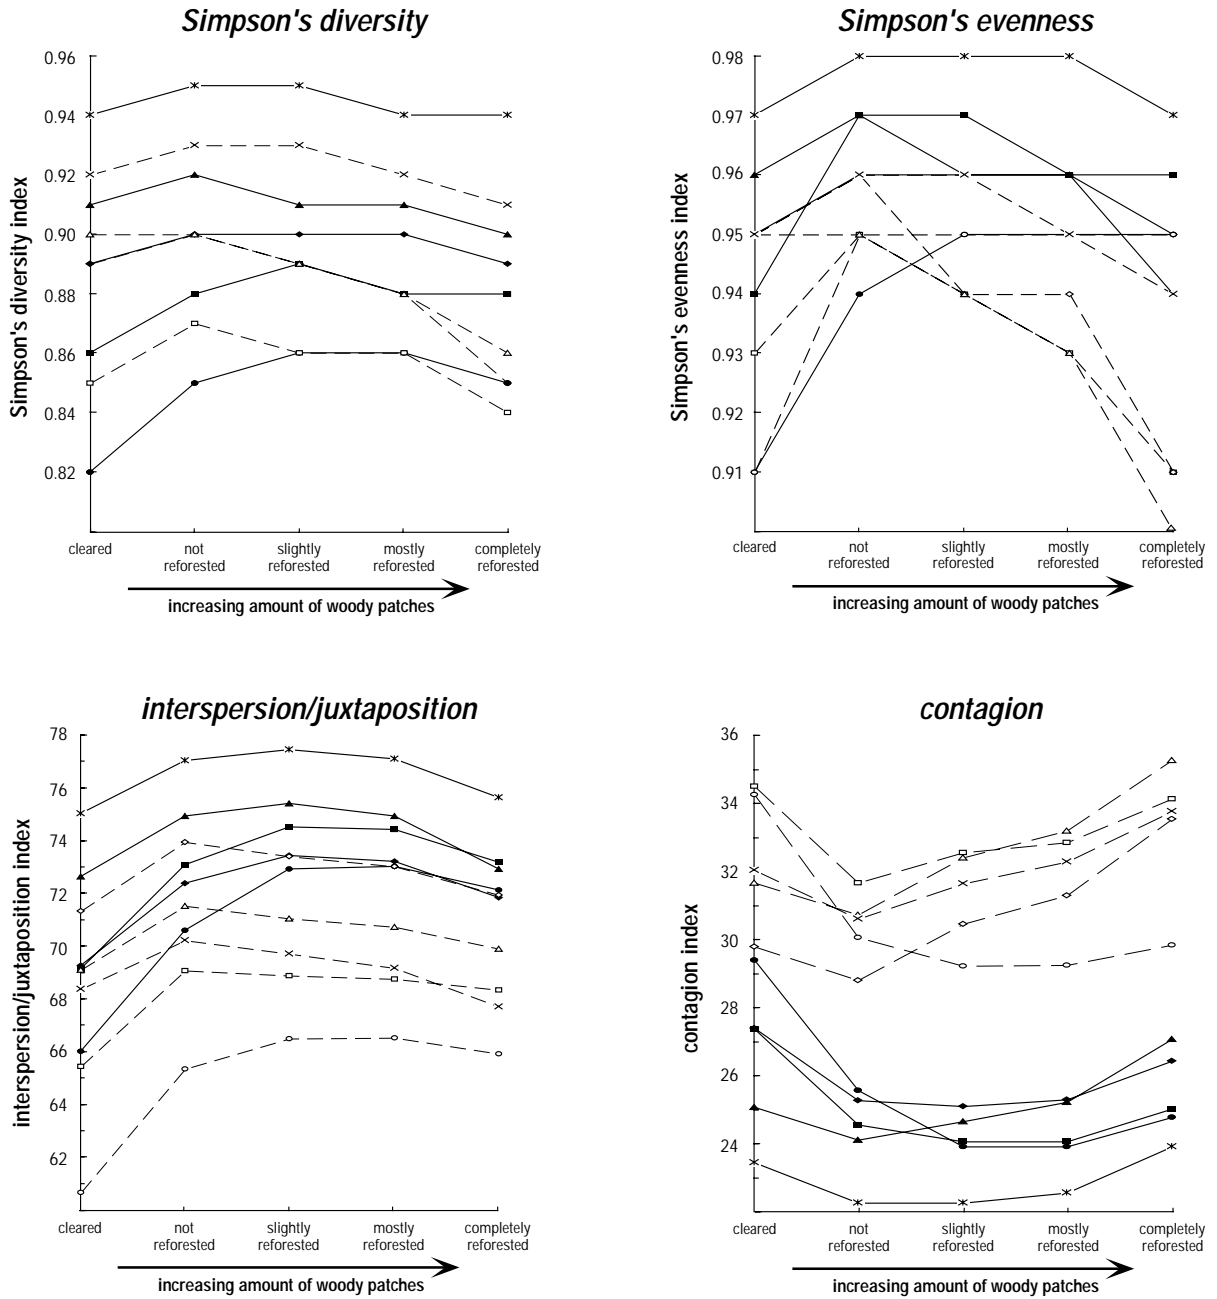 Simpson's diversity
0.96
0.94
0.92
0.90
0.88
0.86
0.84
0.82
Simpson's diversity index
cleared
not
reforested
slightly
reforested
mostly
reforested
completely
reforested
increasing amount of woody patches
Simpson's evenness
0.98
0.97
0.96
0.95
0.94
0.93
0.92
0.91
Simpson's evenness index
cleared
not
reforested
slightly
reforested
mostly
reforested
completely
reforested
increasing amount of woody patches
interspersion/juxtaposition
78
76
74
72
70
68
66
64
62
interspersion/juxtaposition index
cleared
not
reforested
slightly
reforested
mostly
reforested
completely
reforested
increasing amount of woody patches
contagion
36
34
32
30
28
26
24
contagion index
cleared
not
reforested
slightly
reforested
mostly
reforested
completely
reforested
increasing amount of woody patches